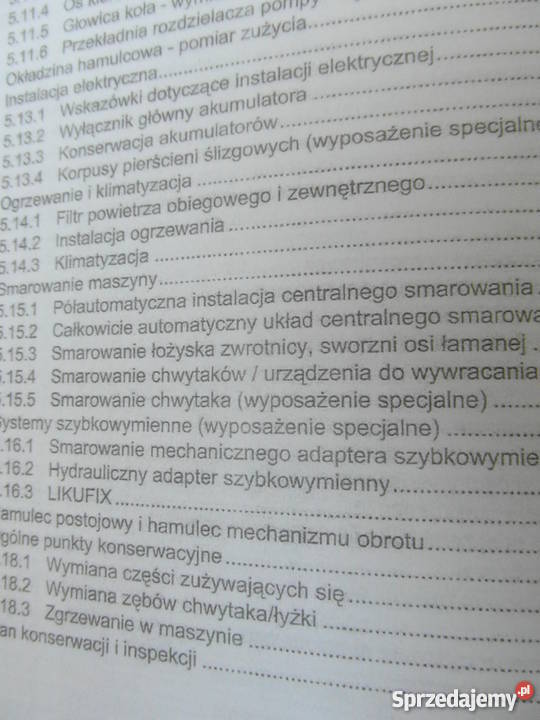 5.11.4 Oś
5.11.5 Głowica koła - wym
5.11.6 Przekładnia rozdzielacza pompy
Okładzina hamulcowa - pomiar zużycia
Instalacja elektryczna
5.13.1 Wskazówki dotyczące instalacji elektrycznej
5.13.2 Wyłącznik główny akumulatora
5.13.3 Konserwacja akumulatorów
5.13.4 Korpusy pierścieni ślizgowych (wyposażenie specjalne
Ogrzewanie i klimatyzacja
5.14.1 Filtr powietrza obiegowego i zewnętrznego
5.14.2 Instalacja ogrzewania
5.14.3 Klimatyzacja
Smarowanie maszyny
5.15.1 Półautomatyczna instalacja centralnego smarowania
5.15.2 Całkowicie automatyczny układ centralnego smarowa
5.15.3 Smarowanie łożyska zwrotnicy, sworzni osi łamanej
5.15.4 Smarowanie chwytaków / urządzenia do wywracania
5.15.5 Smarowanie chwytaka (wyposażenie specjalne)
Systemy szybkowymienne (wyposażenie specjalne)
.16.1 Smarowanie mechanicznego adaptera szybkowymie
.16.2 Hydrauliczny adapter szybkowymienny
.16.3 LIKUFIX
amulec postojowy i hamulec mechanizmu obrotu
gólne punkty konserwacyjne
.18.1 Wymiana części zużywających się
.18.2 Wymiana zębów chwytaka/łyżki
18.3 Zgrzewanie w maszynie
an konserwacji i inspekcji
Sprzedajemy.pl